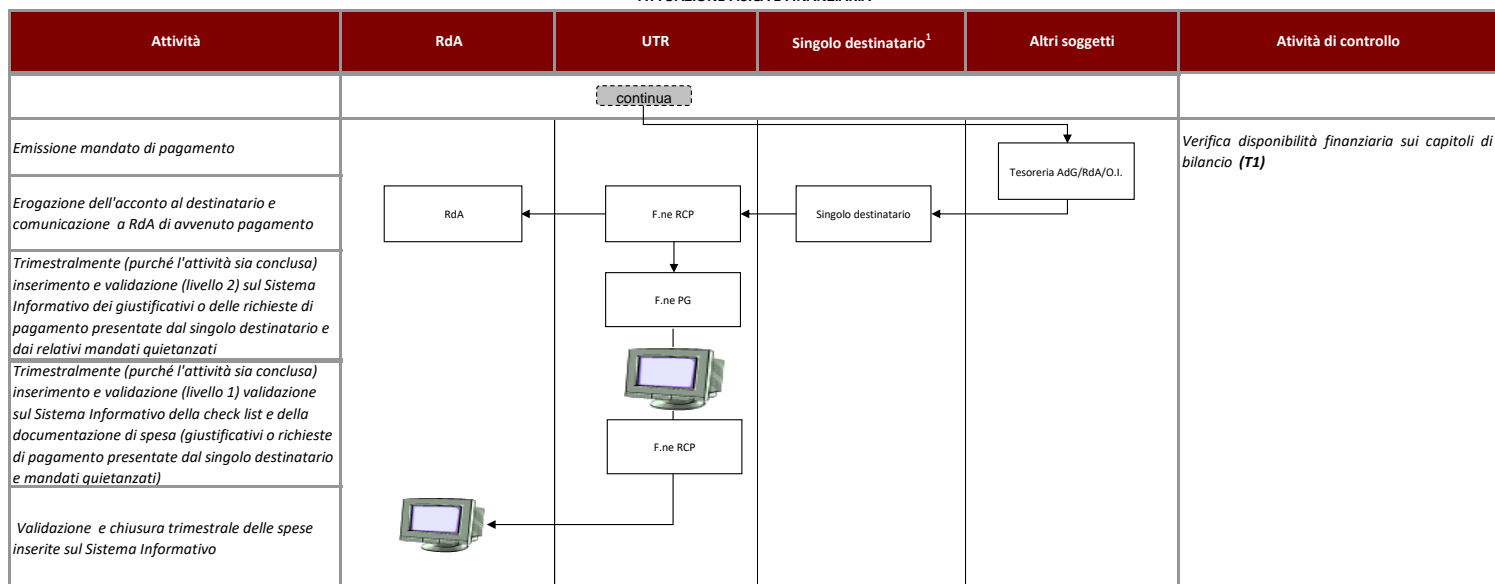 Attività
RdA
UTR
Singolo destinatario1
Altri soggetti
Atività di controllo
continua
Emissione mandato di pagamento
Tesoreria AdG/RdA/O.I.
Verifica disponibilità finanziaria sui capitoli di
bilancio (T1)
Erogazione dell'acconto al destinatario e
comunicazione a RdA di avvenuto pagamento
RdA
F.ne RCP
Singolo destinatario
Trimestralmente (purché l'attività sia conclusa)
inserimento e validazione (livello 2) sul Sistema
Informativo dei giustificativi o delle richieste di
pagamento presentate dal singolo destinatario e
dai relativi mandati quietanzati
F.ne PG
Trimestralmente (purché l'attività sia conclusa)
inserimento e validazione (livello 1) validazione
sul Sistema Informativo della check list e della
documentazione di spesa (giustificativi o richieste
di pagamento presentate dal singolo destinatario
e mandati quietanzati)
F.ne RCP
Validazione e chiusura trimestrale delle spese
inserite sul Sistema Informativo